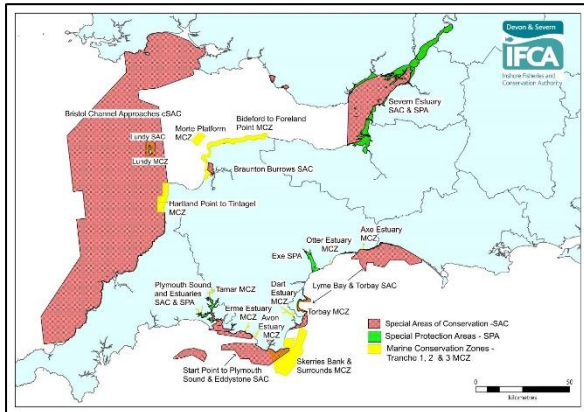 Devon & Severn
IFCA
Inshore Fisheries and
Conservation Authority
Severn Estuary
SAC & SPA
Bristol Channel Approaches cSAC
Bideford to Foreland
Point MCZ
Morte Platform
MCZ
Lundy SAC
Lundy MCZ
Braunton Burrows SAC
Hartland Point to Tintagel
MCZ
Axe Estuary
MCZ
Otter Estuary
MCZ
Exe SPA
Lyme Bay & Torbay SAC
Dart
Estuary
MCZ
Plymouth Sound
and Estuaries
SAC & SPA
Tamar MCZ
Erme Estuary
MCZ
Avon
Estuary
MCZ
Torbay MCZ
Skerries Bank &
Surrounds MCZ
Start Point to Plymouth
Sound & Eddystone SAC
Special Areas of Conservation -SAC
Special Protection Areas - SPA
Marine Conservation Zones -
Tranche 1, 2 & 3 MCZ
0
50
kilometres